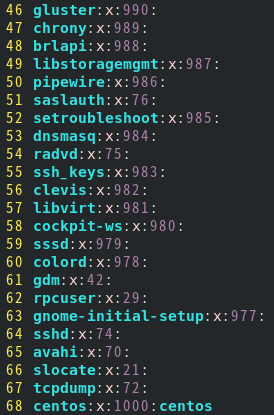 46 gluster:x:990:
47 chrony:x:989:
48 brlapi:x:988:
49 libstoragemgmt:x:987:
50 pipewire:x:986:
51 saslauth:x:76:
52 setroubleshoot:x:985:
53 dnsmasq:x:984:
54 radvd:x:75:
55 ssh_keys:x:983:
56 clevis:x:982:
57 libvirt:x:981:
58 cockpit-ws:x:980:
59 sssd:x:979:
60 colord:x:978:
61 gdm:x:42:
62 rpcuser:x:29:
63 gnome-initial-setup:x:977:
64 sshd:x:74:
65 avahi:x:70:
66 slocate:x:21:
67 tcpdump:x:72:
68 centos:x:1000:centos